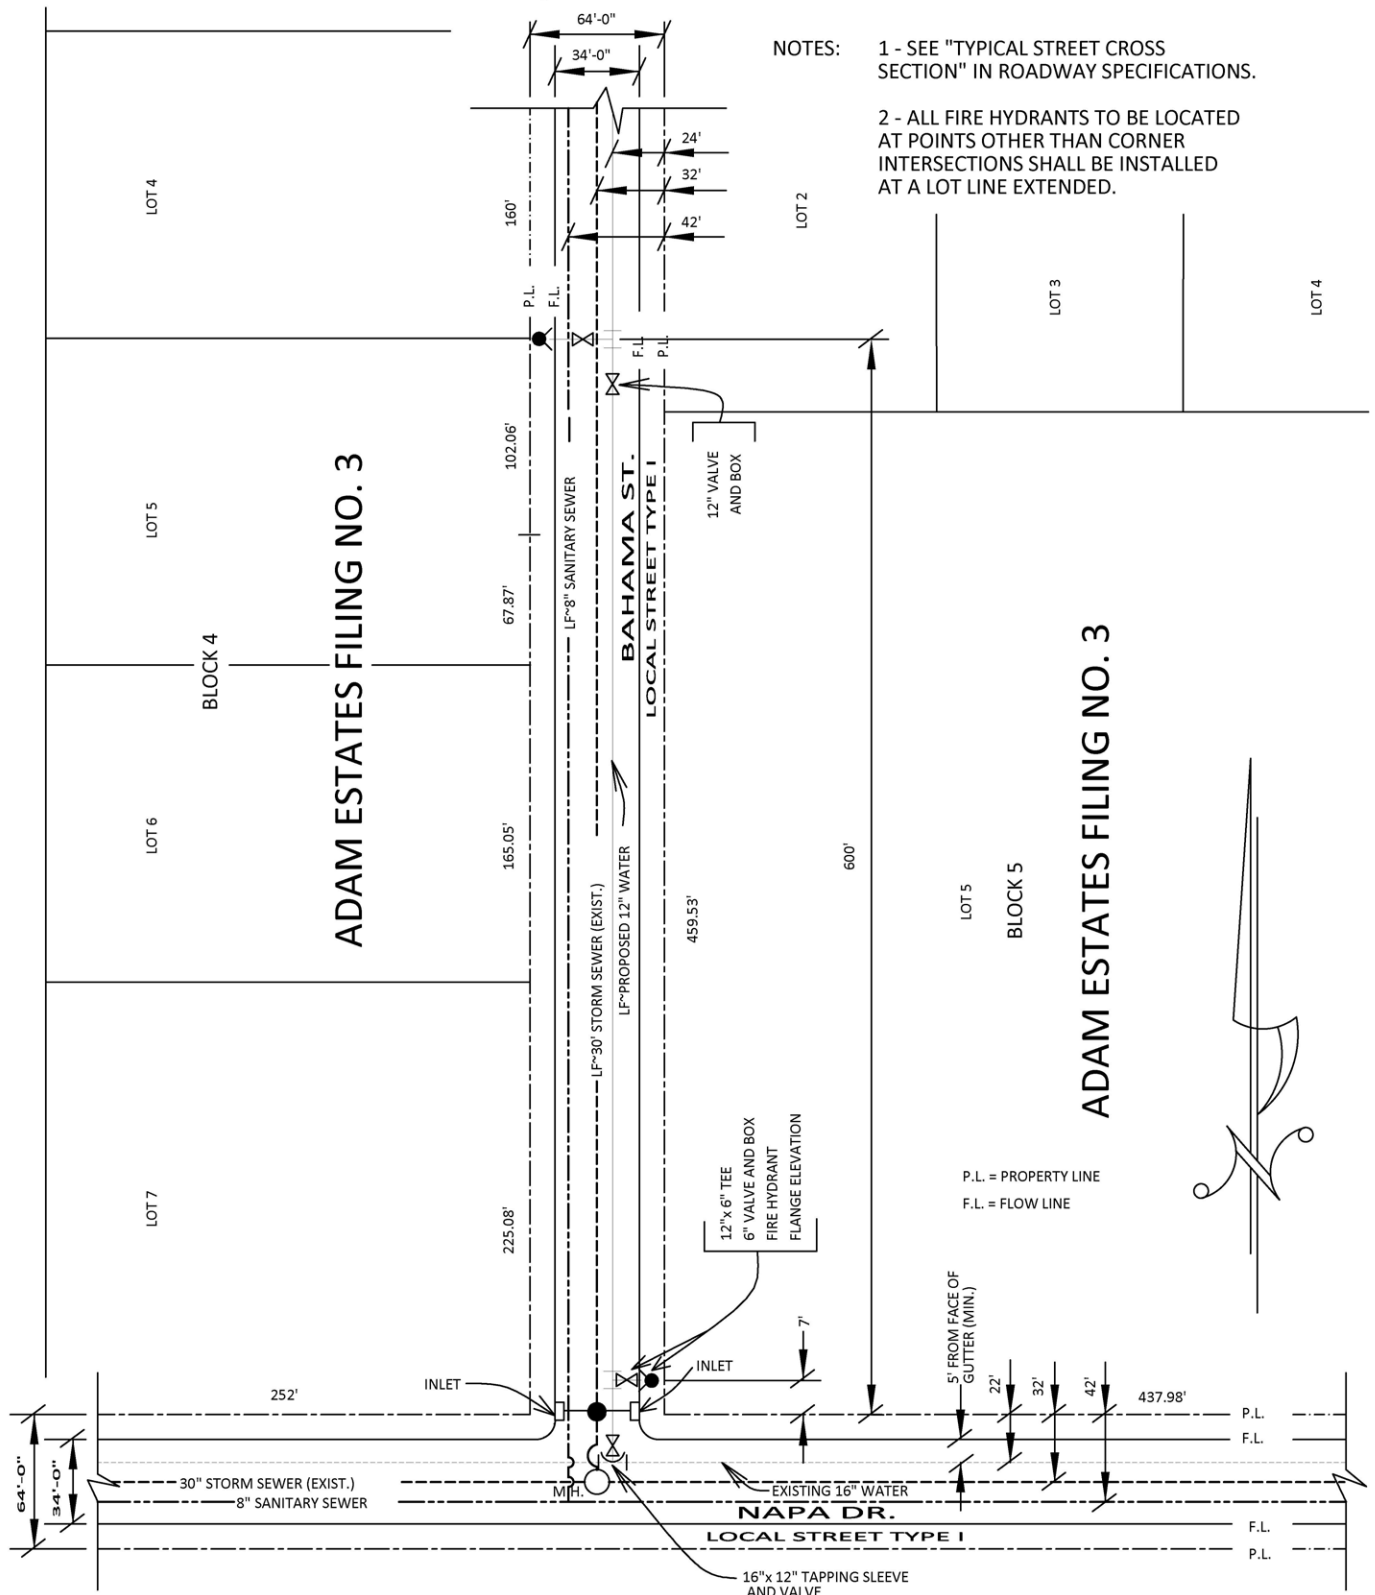 64'-0"
34'-0"
NOTES:
1 - SEE "TYPICAL STREET CROSS
SECTION" IN ROADWAY SPECIFICATIONS.
2 - ALL FIRE HYDRANTS TO BE LOCATED
AT POINTS OTHER THAN CORNER
INTERSECTIONS SHALL BE INSTALLED
AT A LOT LINE EXTENDED.
24'
32'
42'
LOT 4
160'
LOT 2
LOT 3
LOT 4
P.L.
F.L.
F.L.
P.L.
12" VALVE
AND BOX
102.06'
67.87'
LOT 5
BLOCK 4
ADAM ESTATES FILING NO. 3
LF~8" SANITARY SEWER
BAHAMA ST.
LOCAL STREET TYPE I
LOT 6
165.05'
LF~30' STORM SEWER (EXIST.)
LF~PROPOSED 12" WATER
459.53'
600'
LOT 5
BLOCK 5
ADAM ESTATES FILING NO. 3
LOT 7
225.08'
12"x 6" TEE
6" VALVE AND BOX
FIRE HYDRANT
FLANGE ELEVATION
P.L. = PROPERTY LINE
F.L. = FLOW LINE
N
7'
5' FROM FACE OF
GUTTER (MIN.)
22'
32'
42'
437.98'
INLET
INLET
252'
P.L.
F.L.
64'-0"
34'-0"
30" STORM SEWER (EXIST.)
8" SANITARY SEWER
M.H.
EXISTING 16" WATER
NAPA DR.
LOCAL STREET TYPE I
F.L.
P.L.
16"x 12" TAPPING SLEEVE
AND VALVE